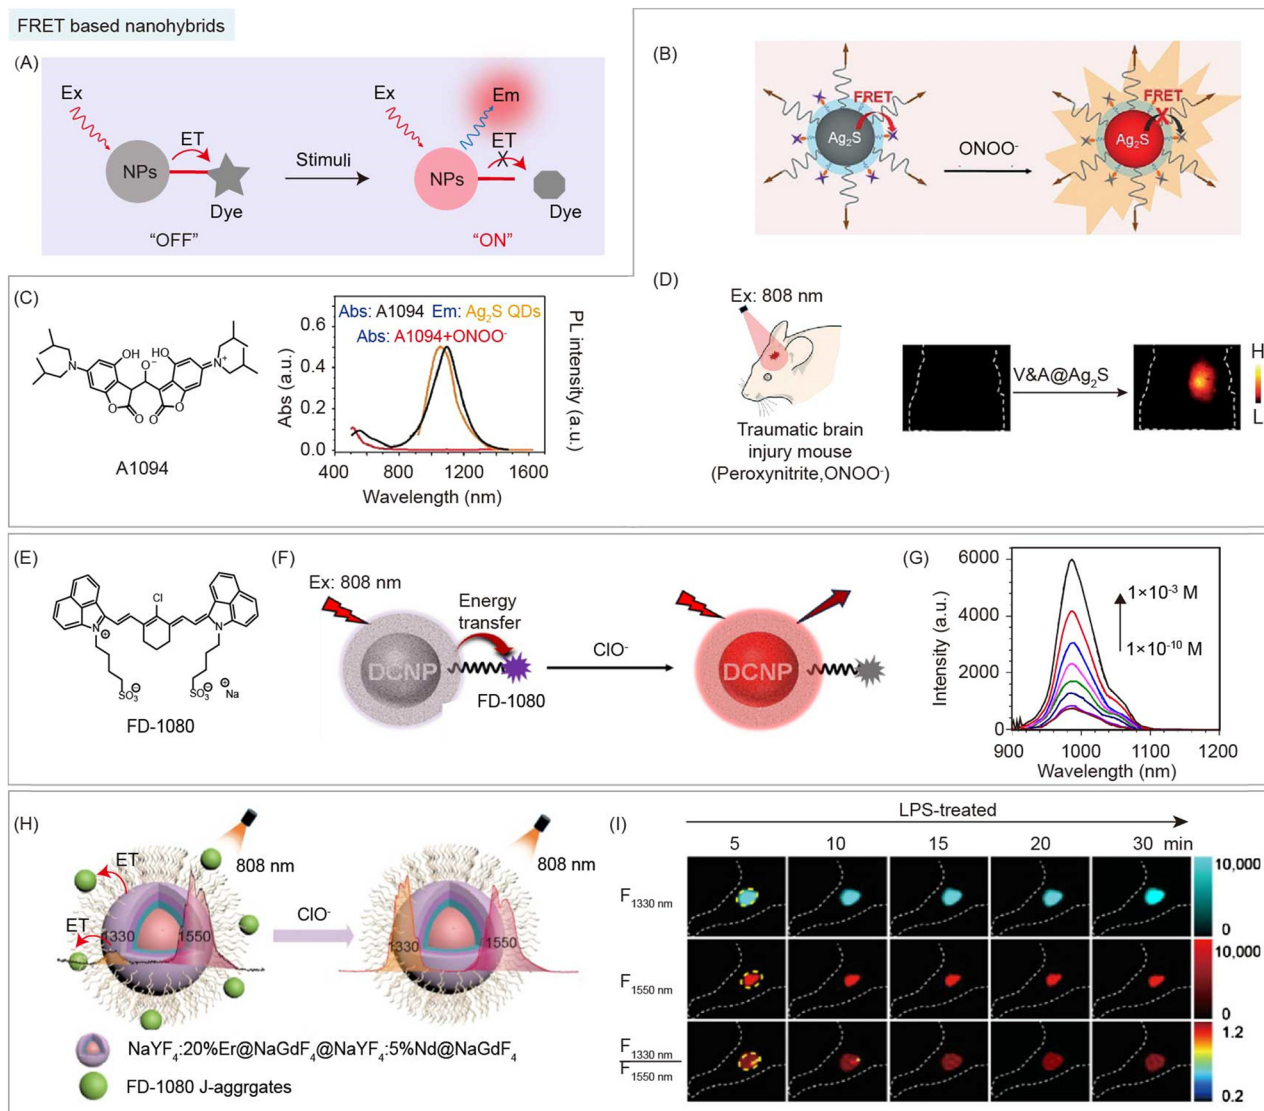 FRET based nanohybrids
(A)
Ex
ET
NPs
Dye
“OFF”
Stimuli
Ex
Em
ET
NPs
Dye
“ON”
(B)
FRET
Ag₂S
ONOO⁻
FRET
Ag₂S
(C)
OH
O⁻
OH
N
N⁺
O
O
O
O
A1094
Abs: A1094 Em: Ag₂S QDs
Abs: A1094+ONOO⁻
Abs (a.u.)
PL intensity (a.u.)
0.6
0.4
0.2
0.0
400 800 1200 1600
Wavelength (nm)
(D)
Ex: 808 nm
Traumatic brain
injury mouse
(Peroxynitrite,ONOO⁻)
V&A@Ag₂S
H
L
(E)
Cl
N
⊕
N
SO₃⊖
SO₃⊖
⊕Na
FD-1080
(F)
Ex: 808 nm
Energy
transfer
DCNP
FD-1080
ClO⁻
DCNP
(G)
Intensity (a.u.)
6000
4000
2000
0
1×10⁻³ M
1×10⁻¹⁰ M
900 1000 1100 1200
Wavelength (nm)
(H)
ET
ET
808 nm
1330
1550
ClO⁻
808 nm
1330
1550
NaYF₄:20%Er@NaGdF₄@NaYF₄:5%Nd@NaGdF₄
FD-1080 J-aggrgates
(I)
LPS-treated
5 10 15 20 30 min
F1330 nm
10,000
0
F1550 nm
10,000
0
F1330 nm
F1550 nm
1.2
0.2